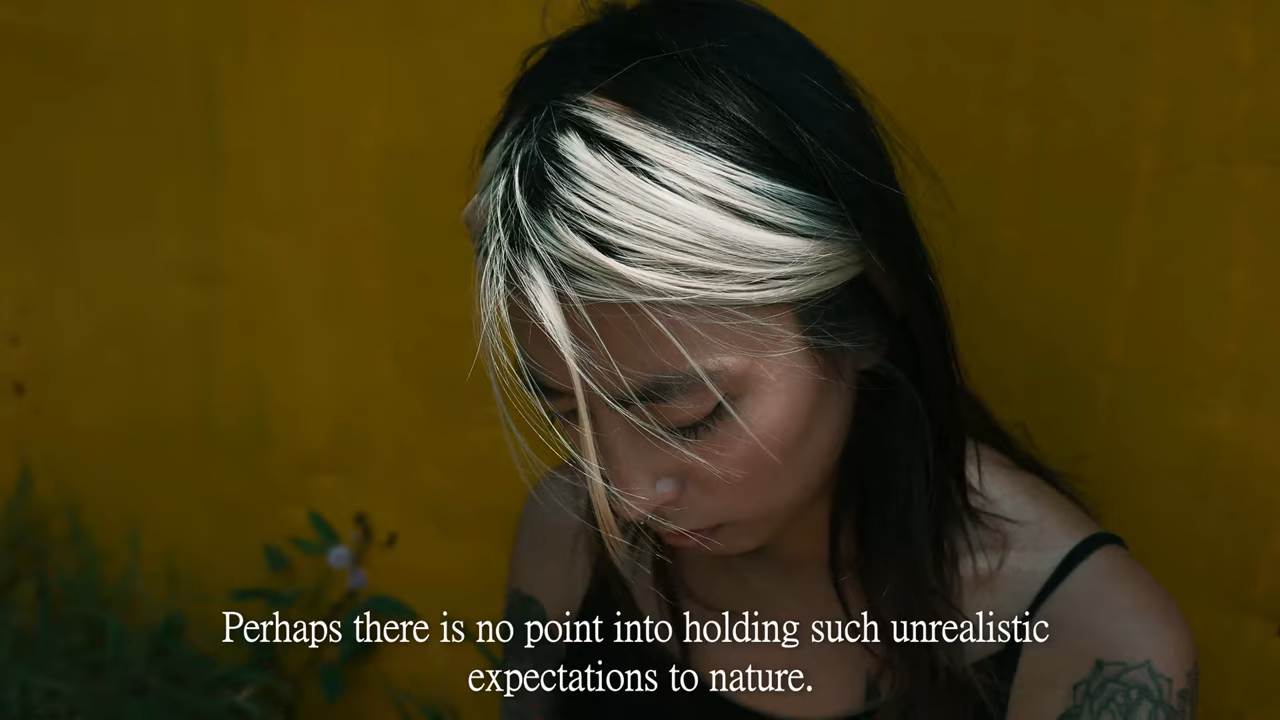 Perhaps there is no point into holding such unrealistic
expectations to nature.